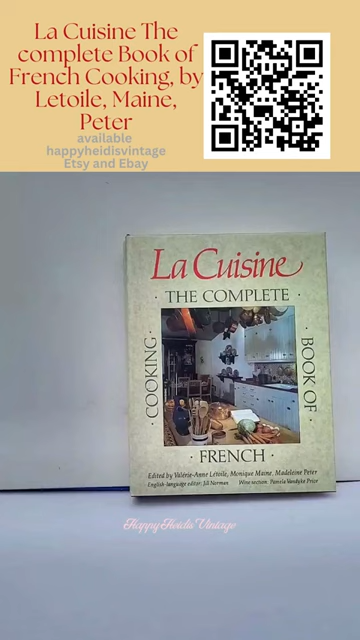 La Cuisine The
complete Book of
French Cooking, by
Letoile, Maine,
Peter
available
happyheidisvintage
Etsy and Ebay
La Cuisine
· THE COMPLETE ·
· COOKING ·
· BOOK OF ·
· FRENCH ·
Edited by Valérie-Anne Létoile, Monique Maine, Madeleine Peter
English-language editor: Jill Norman Wine section: Pamela Vandyke Price
HappyHeidisVintage